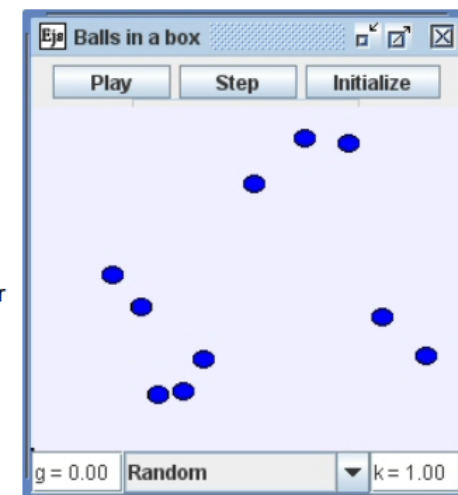 Ejs Balls in a box
Play Step Initialize
r
g = 0.00 Random k = 1.00